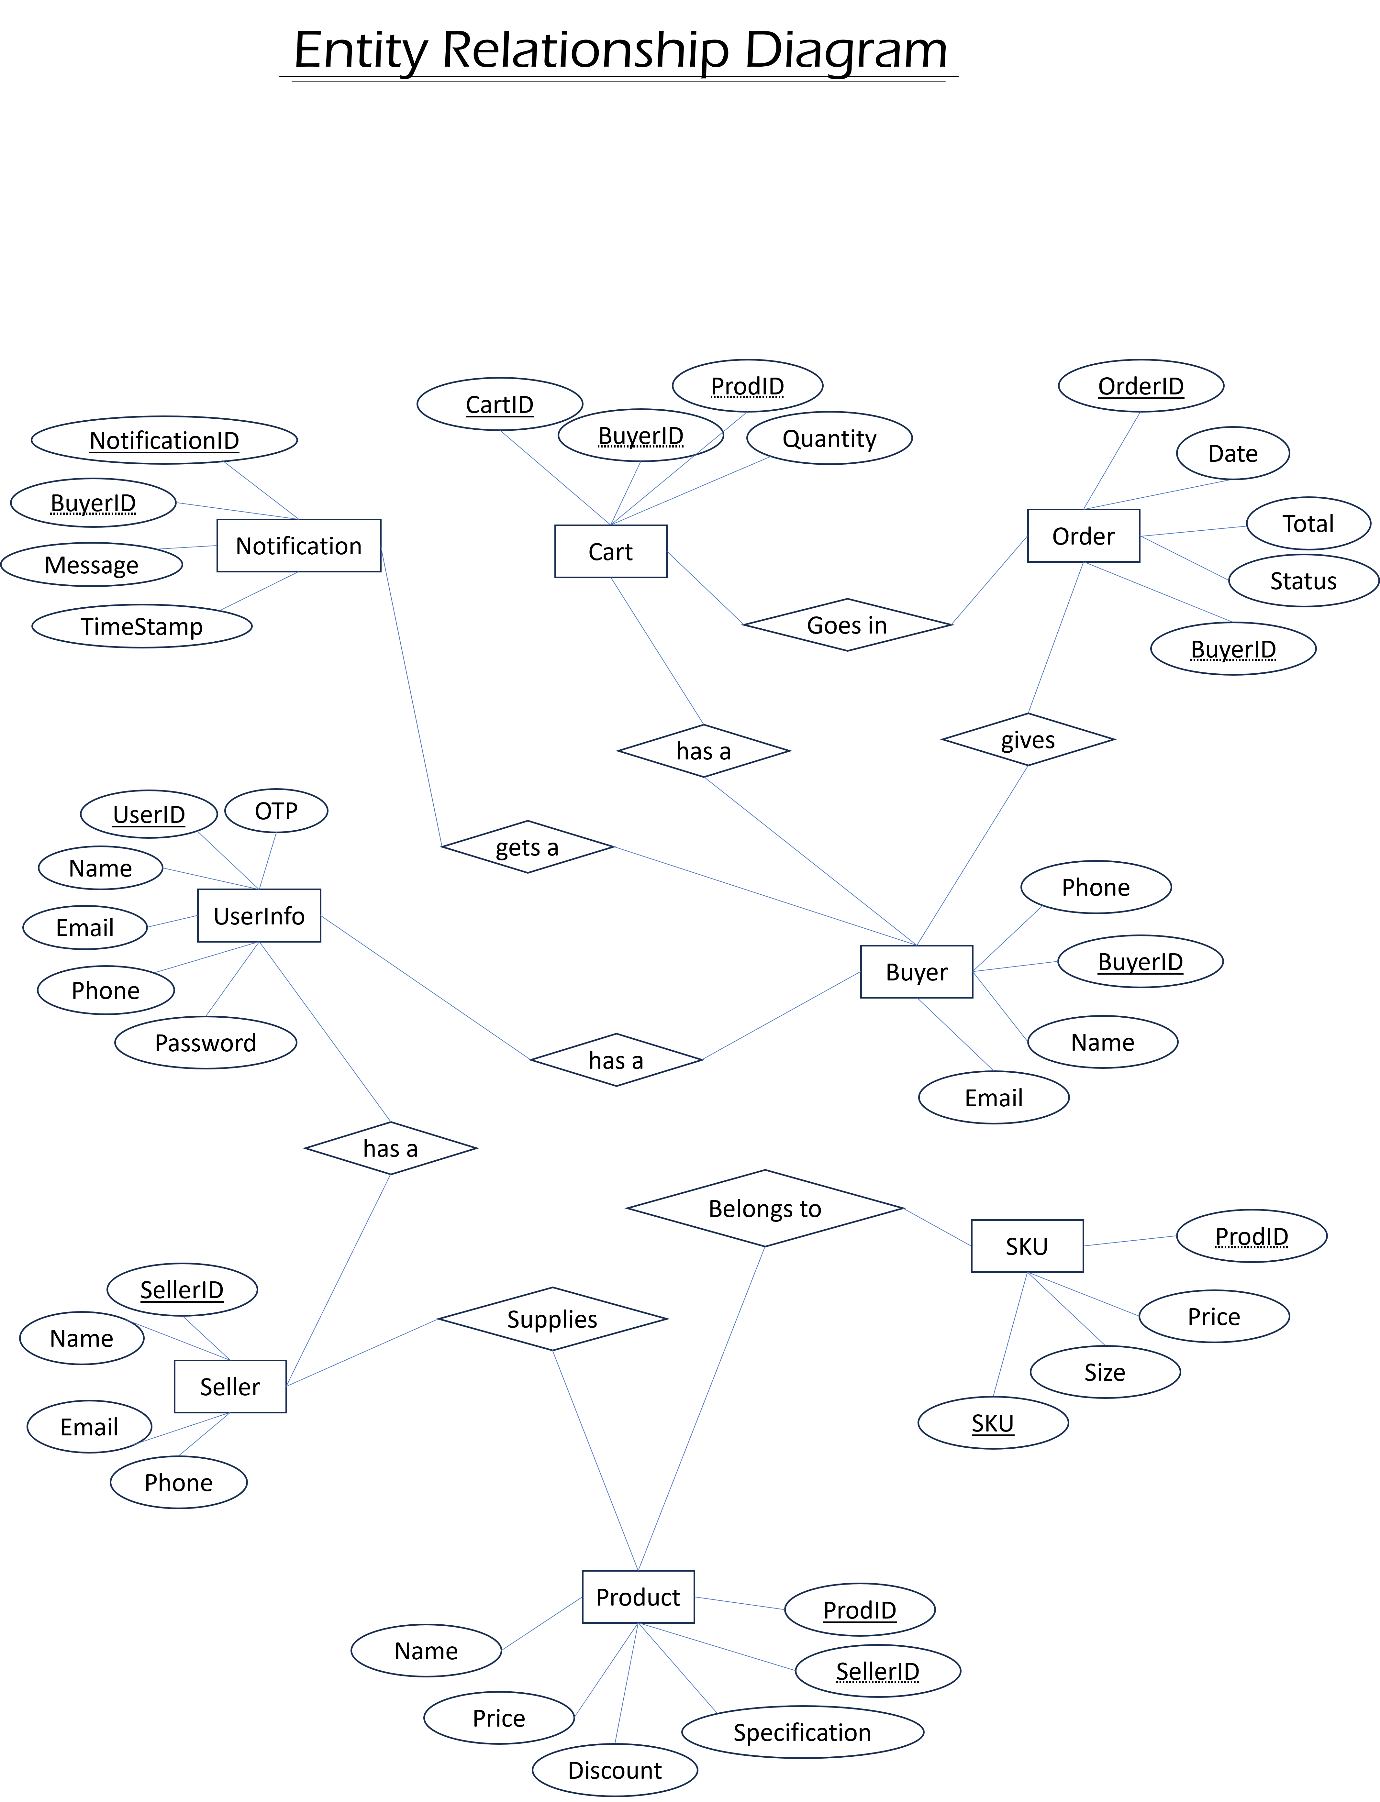 Entity Relationship Diagram
ProdID
OrderID
CartID
BuyerID
Quantity
NotificationID
Date
BuyerID
Total
Notification
Cart
Order
Message
Status
TimeStamp
Goes in
BuyerID
has a
gives
UserID
OTP
gets a
Name
Phone
UserInfo
Email
BuyerID
Buyer
Phone
Password
Name
has a
Email
has a
Belongs to
ProdID
SKU
SellerID
Supplies
Price
Name
Size
Seller
Email
SKU
Phone
Product
ProdID
Name
SellerID
Price
Specification
Discount